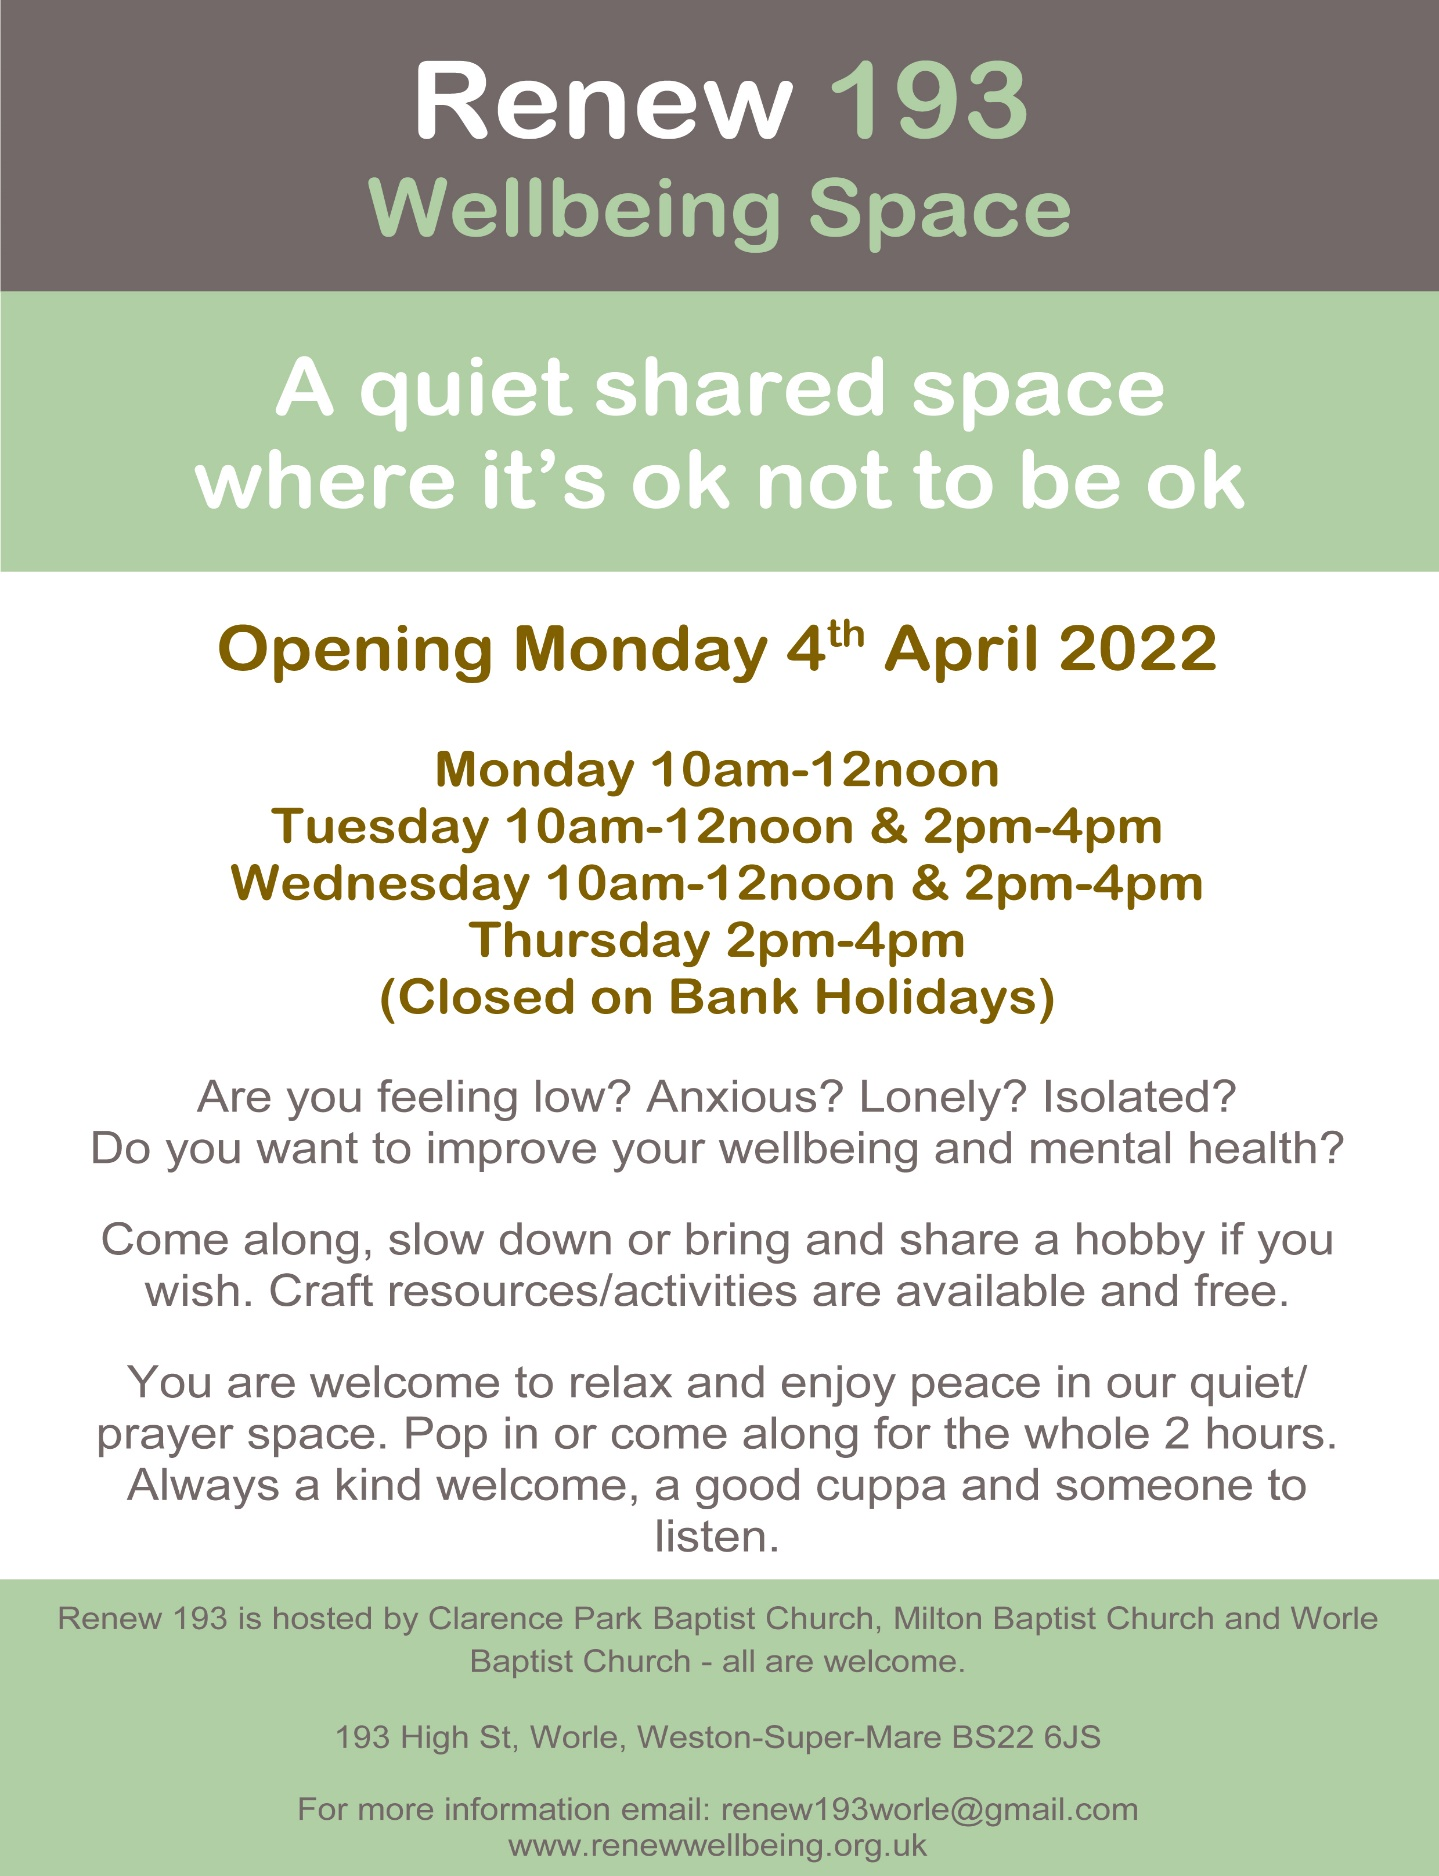 Renew 193
Wellbeing Space
A quiet shared space
where it’s ok not to be ok
Opening Monday 4th April 2022
Monday 10am-12noon
Tuesday 10am-12noon & 2pm-4pm
Wednesday 10am-12noon & 2pm-4pm
Thursday 2pm-4pm
(Closed on Bank Holidays)
Are you feeling low? Anxious? Lonely? Isolated?
Do you want to improve your wellbeing and mental health?
Come along, slow down or bring and share a hobby if you
wish. Craft resources/activities are available and free.
You are welcome to relax and enjoy peace in our quiet/
prayer space. Pop in or come along for the whole 2 hours.
Always a kind welcome, a good cuppa and someone to
listen.
Renew 193 is hosted by Clarence Park Baptist Church, Milton Baptist Church and Worle
Baptist Church - all are welcome.
193 High St, Worle, Weston-Super-Mare BS22 6JS
For more information email: renew193worle@gmail.com
www.renewwellbeing.org.uk